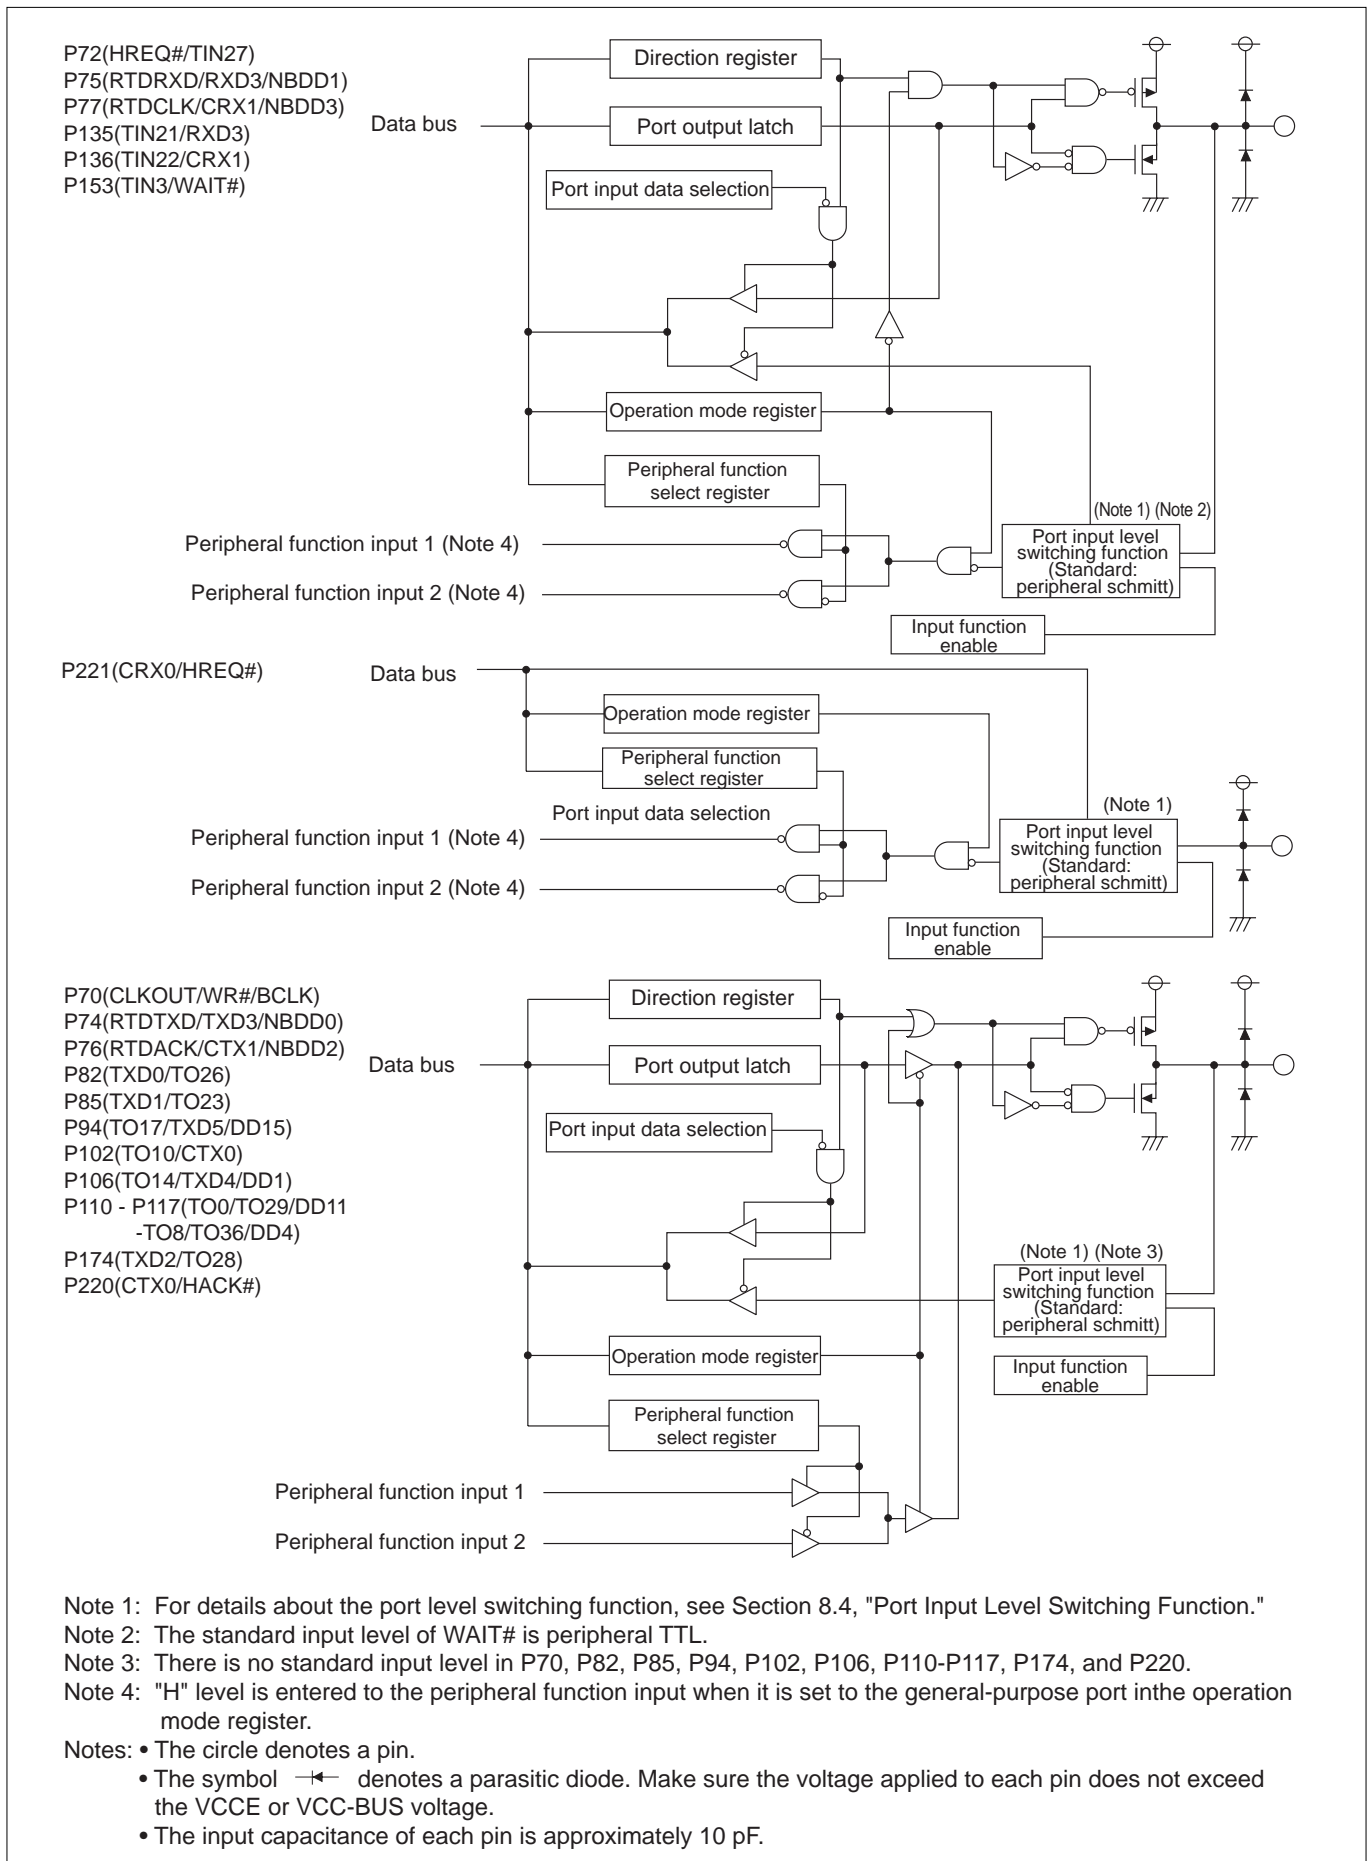 P72(HREQ#/TIN27)
P75(RTDRXD/RXD3/NBDD1)
P77(RTDCLK/CRX1/NBDD3)
P135(TIN21/RXD3)
P136(TIN22/CRX1)
P153(TIN3/WAIT#)
Data bus
Direction register
Port output latch
Port input data selection
Operation mode register
Peripheral function
select register
Peripheral function input 1 (Note 4)
Peripheral function input 2 (Note 4)
(Note 1) (Note 2)
Port input level
switching function
(Standard:
peripheral schmitt)
Input function
enable
P221(CRX0/HREQ#)
Data bus
Operation mode register
Peripheral function
select register
Port input data selection
Peripheral function input 1 (Note 4)
Peripheral function input 2 (Note 4)
(Note 1)
Port input level
switching function
(Standard:
peripheral schmitt)
Input function
enable
P70(CLKOUT/WR#/BCLK)
P74(RTDTXD/TXD3/NBDD0)
P76(RTDACK/CTX1/NBDD2)
P82(TXD0/TO26)
P85(TXD1/TO23)
P94(TO17/TXD5/DD15)
P102(TO10/CTX0)
P106(TO14/TXD4/DD1)
P110 - P117(TO0/TO29/DD11
-TO8/TO36/DD4)
P174(TXD2/TO28)
P220(CTX0/HACK#)
Data bus
Direction register
Port output latch
Port input data selection
(Note 1) (Note 3)
Port input level
switching function
(Standard:
peripheral schmitt)
Input function
enable
Operation mode register
Peripheral function
select register
Peripheral function input 1
Peripheral function input 2
Note 1: For details about the port level switching function, see Section 8.4, "Port Input Level Switching Function."
Note 2: The standard input level of WAIT# is peripheral TTL.
Note 3: There is no standard input level in P70, P82, P85, P94, P102, P106, P110-P117, P174, and P220.
Note 4: "H" level is entered to the peripheral function input when it is set to the general-purpose port inthe operation
mode register.
Notes: • The circle denotes a pin.
• The symbol denotes a parasitic diode. Make sure the voltage applied to each pin does not exceed
the VCCE or VCC-BUS voltage.
• The input capacitance of each pin is approximately 10 pF.